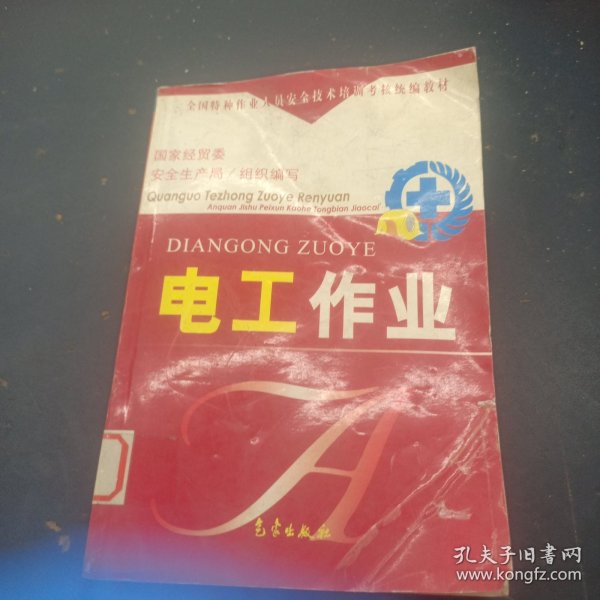 全国特种作业人员安全技术培训考核统编教材
国家经贸委
安全生产局/组织编写
Quanguo Tezhong Zuoye Renyuan
Anquan Jishu Peixun Kaohe Tongbian Jiaocai
DIANGONG ZUOYE
电工作业
A
气象出版社
孔夫子旧书网
www.kongfz.com